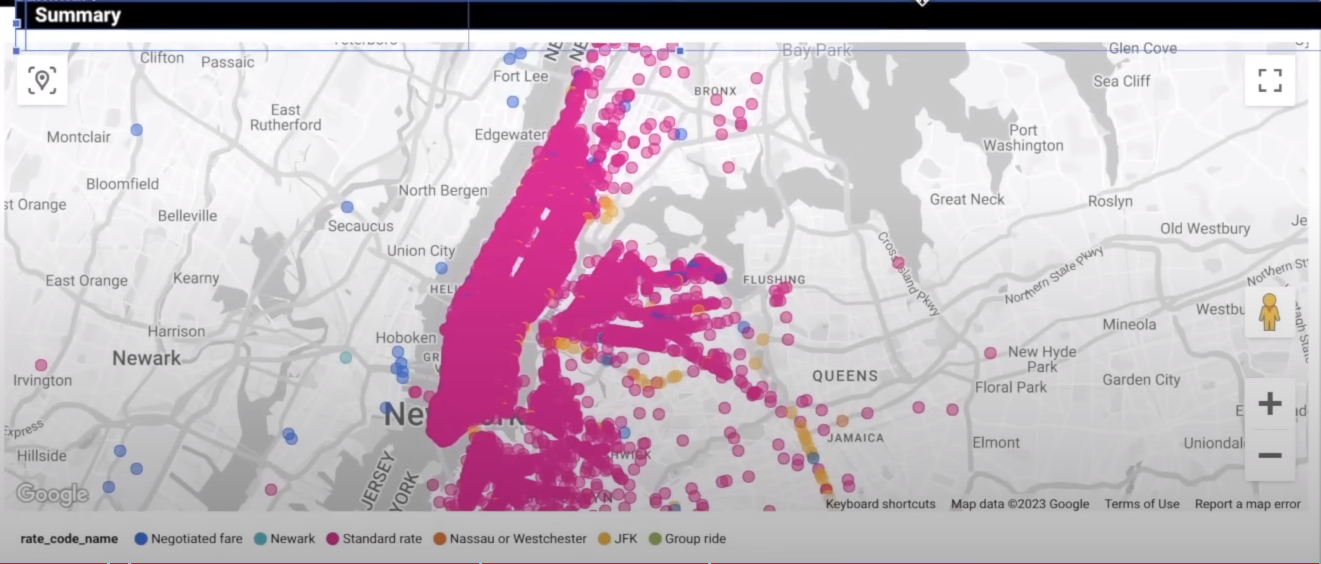 Summary
Clifton
Passaic
Bay Park
Glen Cove
Fort Lee
Sea Cliff
BRONX
East
Rutherford
Montclair
Edgewater
Port
Washington
Bloomfield
North Bergen
st Orange
Belleville
Great Neck
Roslyn
Secaucus
Old Westbury
Union City
Cross Island Pkwy
East Orange
Kearny
FLUSHING
Northern State Pkwy
Northern St
Harrison
Hoboken
Westbu
Mineola
Newark
New Hyde
Park
Irvington
QUEENS
Floral Park
Garden City
Express
JAMAICA
Elmont
Uniondal
Hillside
JERSEY
YORK
Google
Keyboard shortcuts Map data ©2023 Google Terms of Use Report a map error
rate_code_name Negotiated fare Newark Standard rate Nassau or Westchester JFK Group ride